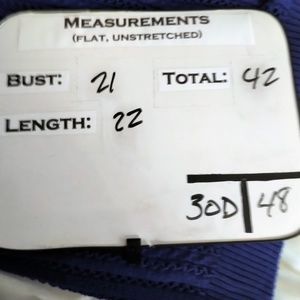 MEASUREMENTS
(FLAT, UNSTRETCHED)
BUST: 21 TOTAL: 42
LENGTH: 22
30D 48